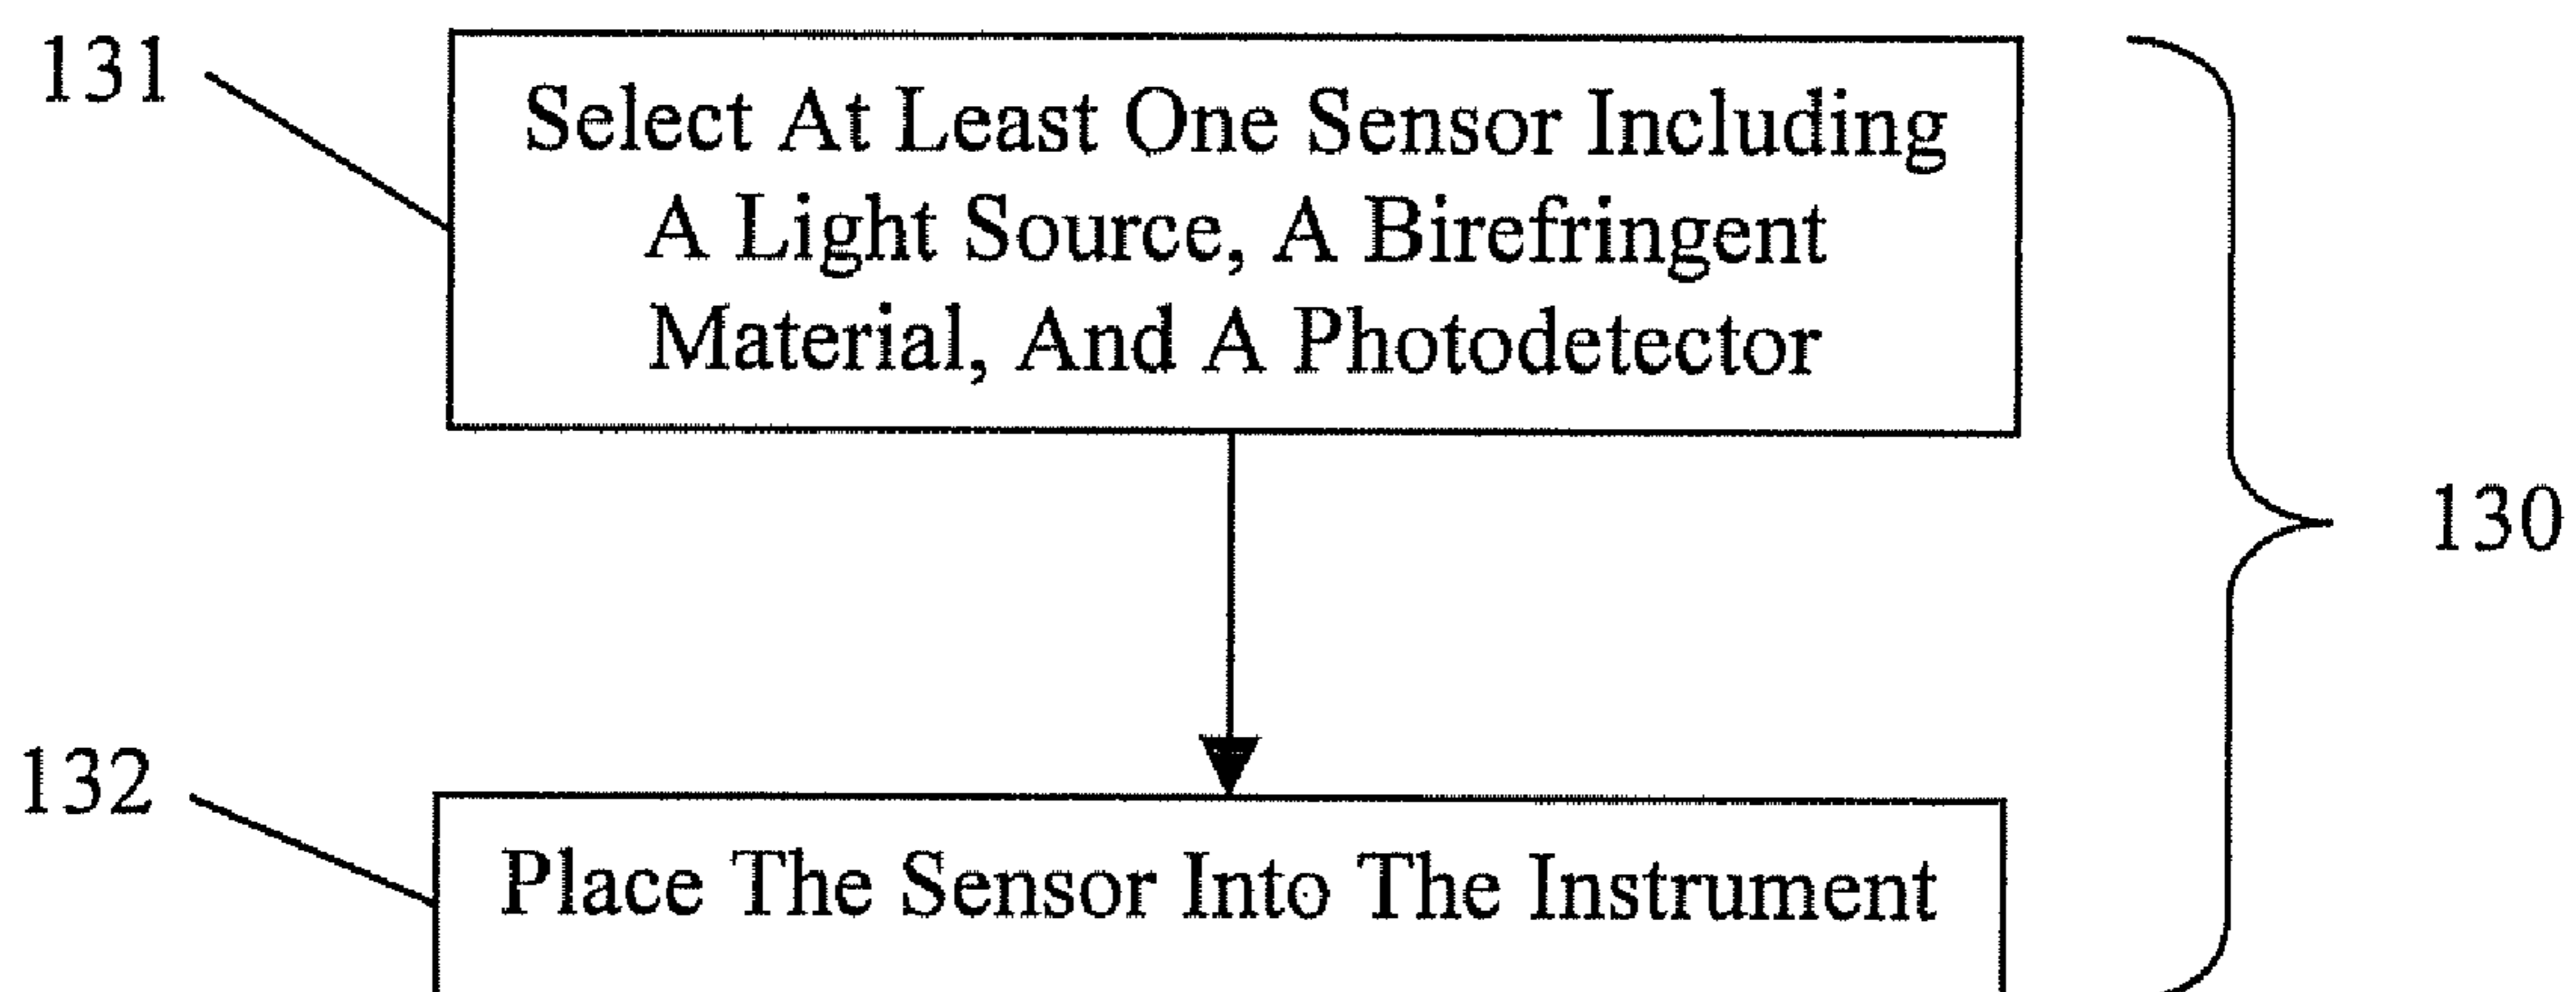 131
Select At Least One Sensor Including
A Light Source, A Birefringent
Material, And A Photodetector
130
132
Place The Sensor Into The Instrument